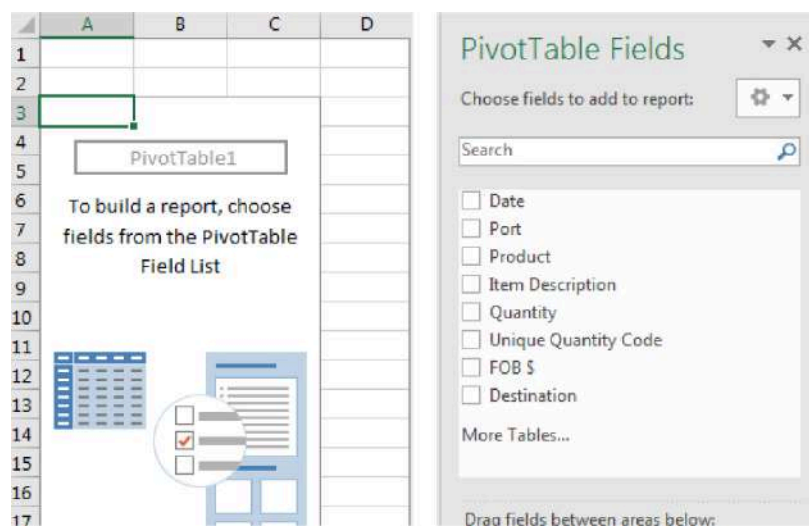 A B C D
1
2
3
4
5
6
7
8
9
10
11
12
13
14
15
16
17
PivotTable1
To build a report, choose
fields from the PivotTable
Field List
PivotTable Fields
Choose fields to add to report:
Search
Date
Port
Product
Item Description
Quantity
Unique Quantity Code
FOB $
Destination
More Tables...
Drag fields between areas below: